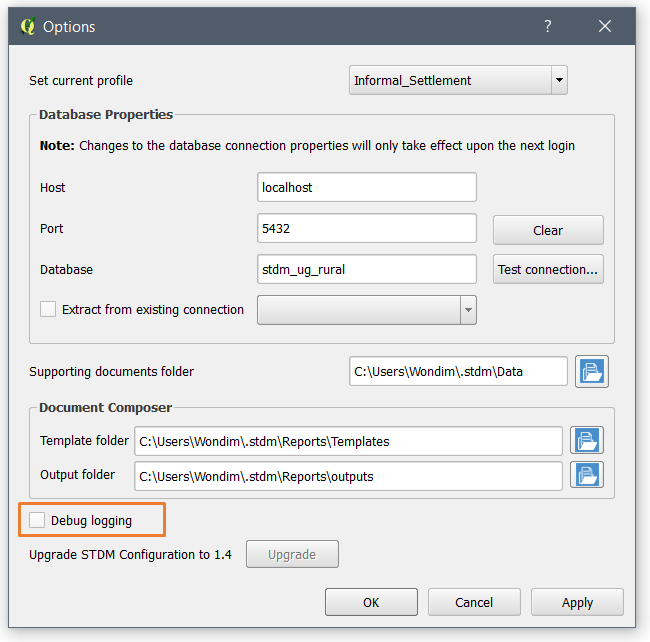 Options
?
Set current profile
Informal_Settlement
Database Properties
Note: Changes to the database connection properties will only take effect upon the next login
Host
localhost
Port
5432
Clear
Database
stdm_ug_rural
Test connection...
Extract from existing connection
Supporting documents folder
C:\Users\Wondim\.stdm\Data
Document Composer
Template folder
C:\Users\Wondim\.stdm\Reports\Templates
Output folder
C:\Users\Wondim\.stdm\Reports\outputs
Debug logging
Upgrade STDM Configuration to 1.4
Upgrade
OK
Cancel
Apply